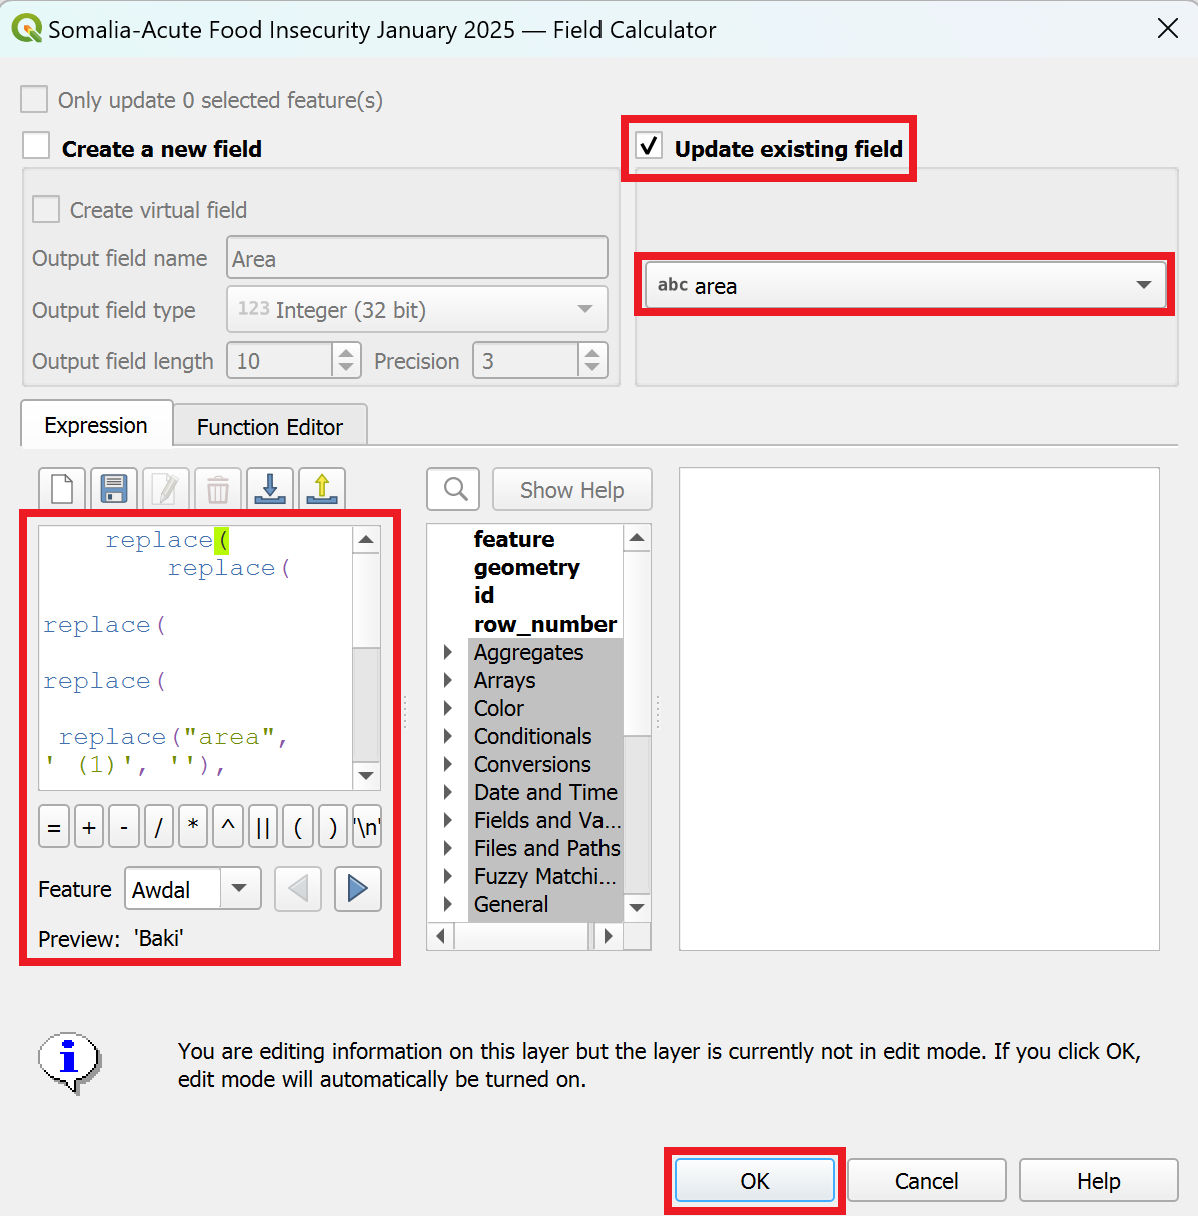 Somalia-Acute Food Insecurity January 2025 — Field Calculator
Only update 0 selected feature(s)
Create a new field
Update existing field
Create virtual field
Output field name Area
abc area
Output field type 123 Integer (32 bit)
Output field length 10 Precision 3
Expression Function Editor
Show Help
replace(
replace(
replace(
replace(
replace("area",
' (1)', ''),
= + - / * ^ || ( ) '\n'
Feature Awdal
Preview: 'Baki'
feature
geometry
id
row_number
Aggregates
Arrays
Color
Conditionals
Conversions
Date and Time
Fields and Va...
Files and Paths
Fuzzy Matchi...
General
You are editing information on this layer but the layer is currently not in edit mode. If you click OK,
edit mode will automatically be turned on.
OK Cancel Help